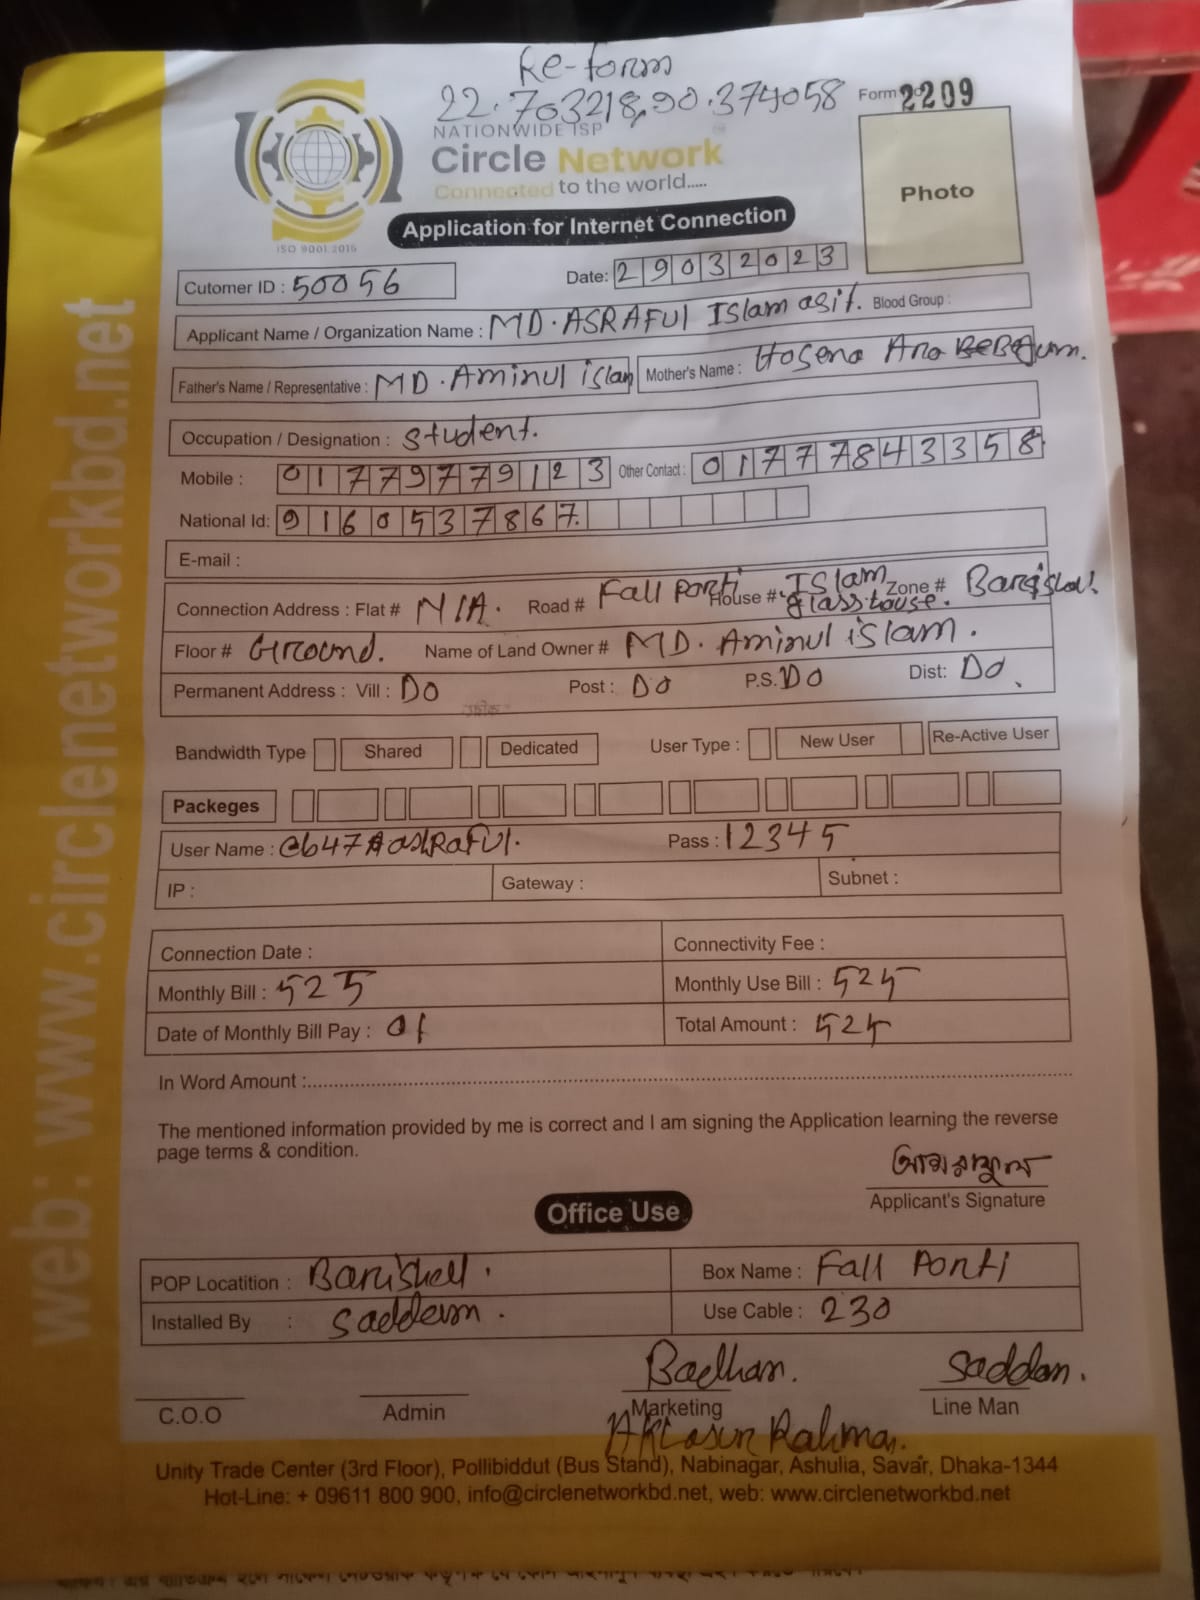 Re-form
22.703218,90.374058
Form No 2209
NATIONWIDE ISP
Circle Network
Connected to the world.....
ISO 9001 2015
Photo
Application for Internet Connection
Cutomer ID : 50056
Date: 29032023
Applicant Name / Organization Name : MD. ASRAFUl ISlam asif. Blood Group :
Father's Name / Representative : MD. Aminul islam Mother's Name : Hosena Ara BEBEgum.
Occupation / Designation : Student.
Mobile : 01779779123 Other Contact : 01777843358
National Id: 9160537867
E-mail :
Connection Address : Flat # N/A. Road # Fall Ponti House # ISlam glass house. Zone # Barishal
Floor # Ground. Name of Land Owner # MD. Aminul islam.
Permanent Address : Vill : Do Post : Do P.S. Do Dist: Do
Bandwidth Type Shared Dedicated User Type : New User Re-Active User
Packeges
User Name : Pass : 12345
IP : Gateway : Subnet :
Connection Date : Connectivity Fee :
Monthly Bill : 525 Monthly Use Bill : 525
Date of Monthly Bill Pay : 01 Total Amount : 525
In Word Amount :
The mentioned information provided by me is correct and I am signing the Application learning the reverse
page terms & condition.
আশরাফুল
Applicant's Signature
Office Use
POP Locatition : Barishall Box Name : Fall Ponti
Installed By : Saddam. Use Cable : 230
Badhan. Saddam.
C.O.O Admin Marketing Line Man
Rahman.
Unity Trade Center (3rd Floor), Pollibiddut (Bus Stand), Nabinagar, Ashulia, Savar, Dhaka-1344
Hot-Line: + 09611 800 900, info@circlenetworkbd.net, web: www.circlenetworkbd.net
web: www.circlenetworkbd.net